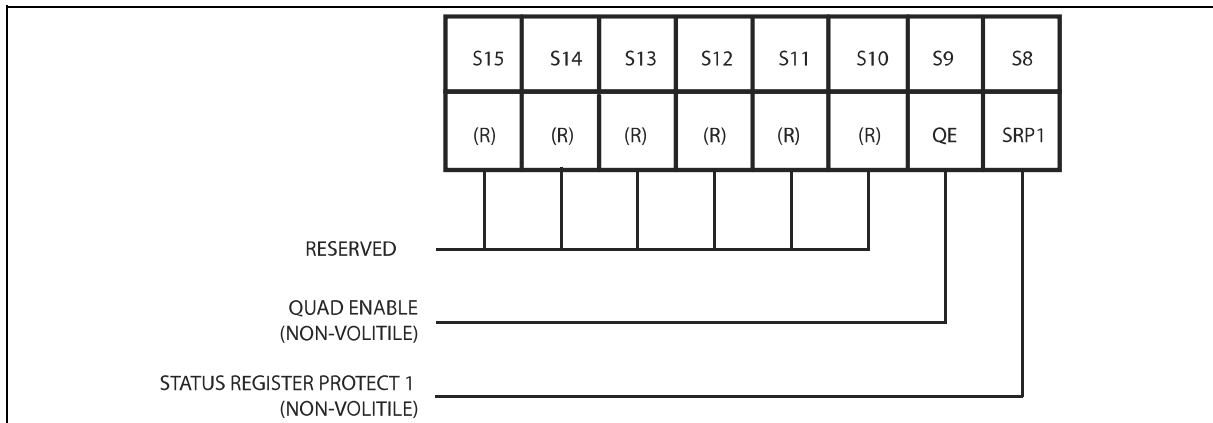 S15 S14 S13 S12 S11 S10 S9 S8
(R) (R) (R) (R) (R) (R) QE SRP1
RESERVED
QUAD ENABLE
(NON-VOLITILE)
STATUS REGISTER PROTECT 1
(NON-VOLITILE)